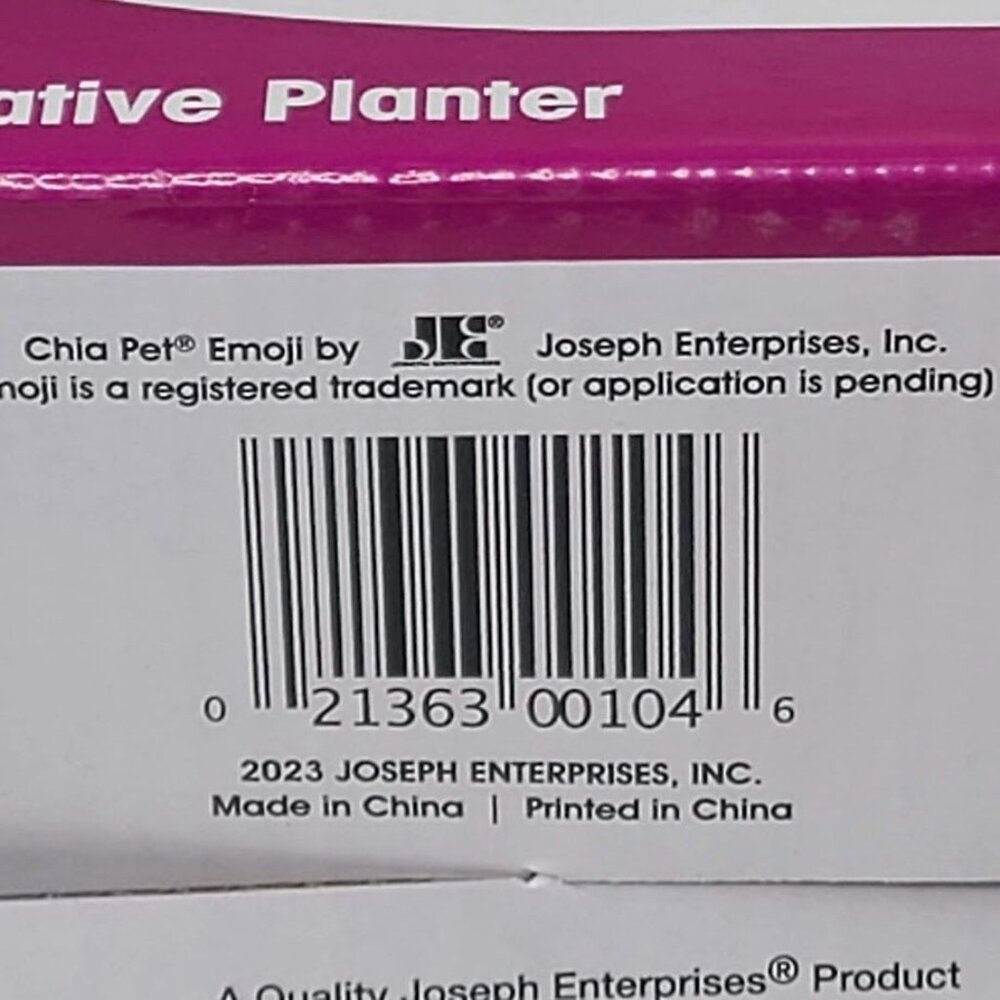 ative Planter
Chia Pet® Emoji by JE® Joseph Enterprises, Inc.
moji is a registered trademark (or application is pending)
0 21363 00104 6
2023 JOSEPH ENTERPRISES, INC.
Made in China | Printed in China
A Quality Joseph Enterprises® Product